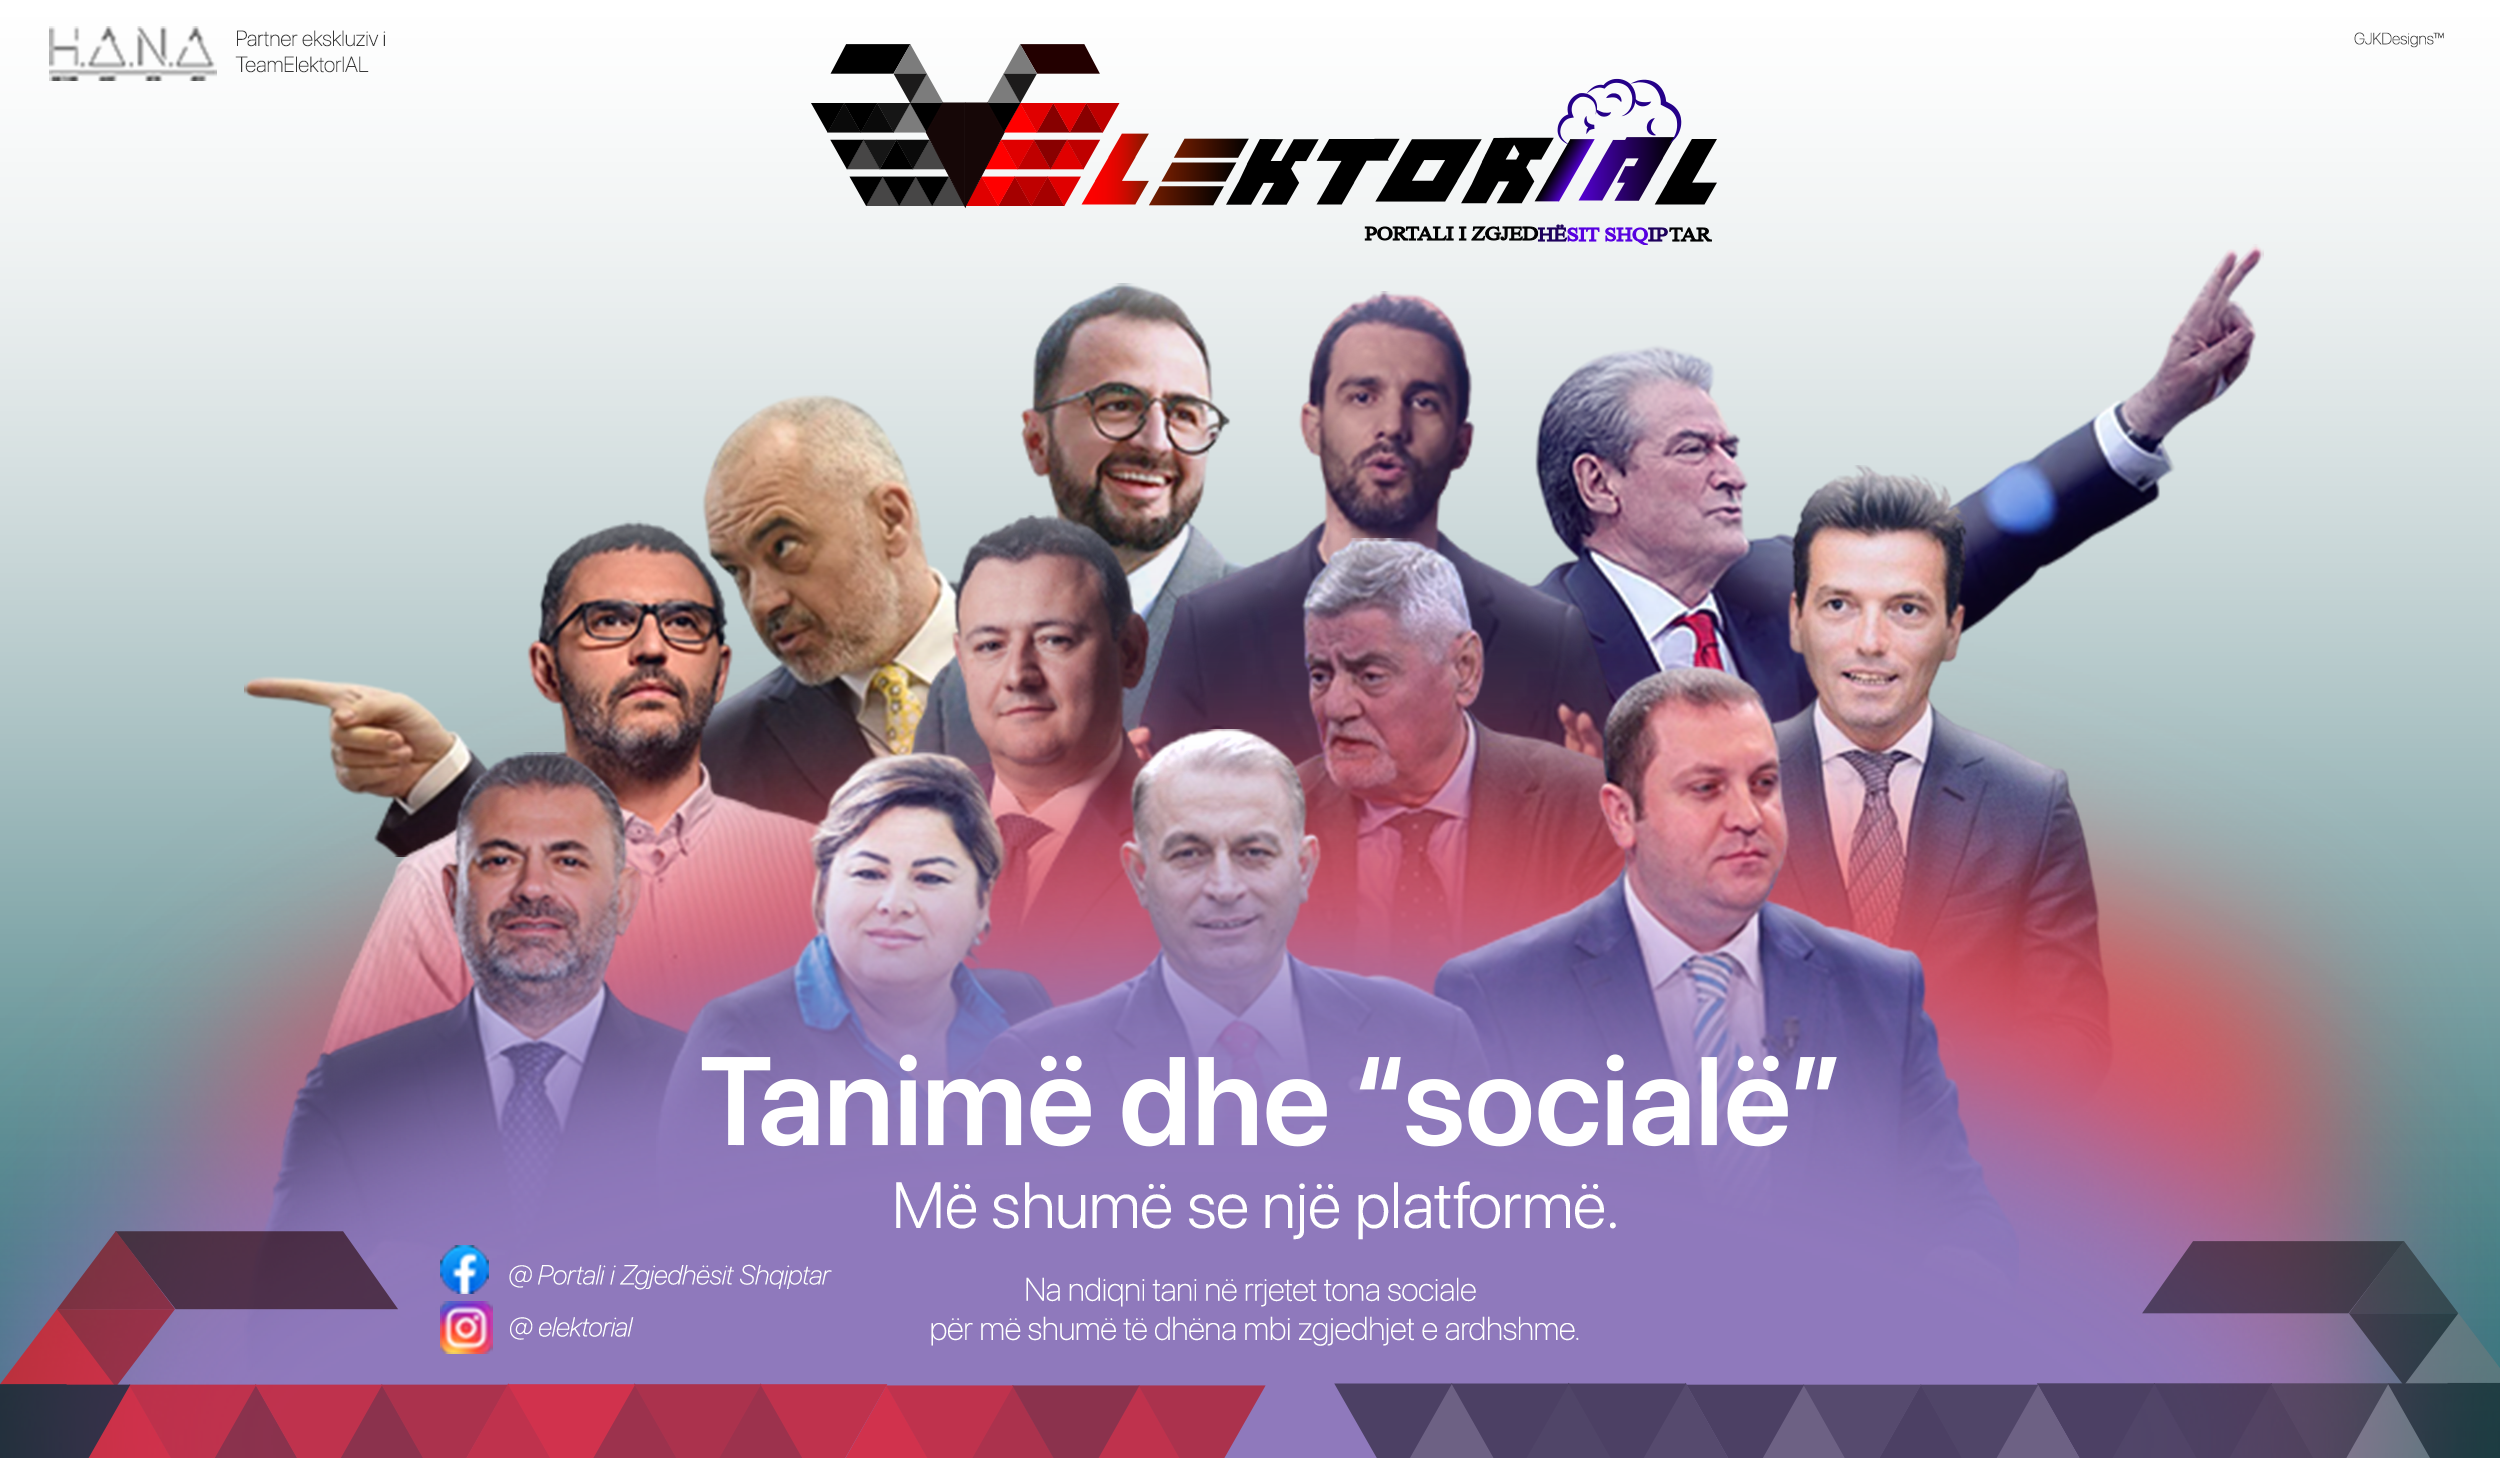 H.A.N.A
Partner ekskluziv i
TeamElektorIAL
GJKDesigns™
ELEKTORIAL
PORTALI I ZGJEDHËSIT SHQIPTAR
Tanimë dhe “socialë”
Më shumë se një platformë.
@ Portali i Zgjedhësit Shqiptar
@ elektorial
Na ndiqni tani në rrjetet tona sociale
për më shumë të dhëna mbi zgjedhjet e ardhshme.